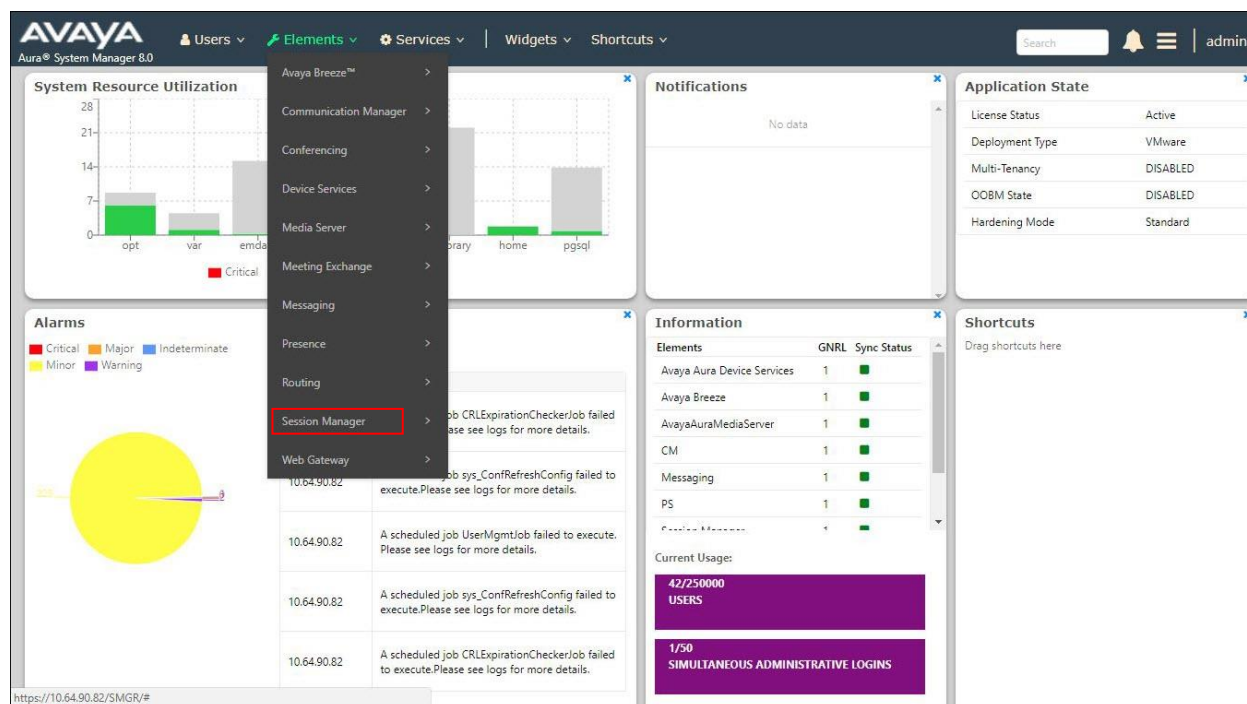 AVAYA
Aura® System Manager 8.0
Users
Elements
Services
Widgets
Shortcuts
Search
admin
System Resource Utilization
28
21
14
7
0
opt
var
emda
brary
home
pgsql
Critical
Avaya Breeze™
Communication Manager
Conferencing
Device Services
Media Server
Meeting Exchange
Messaging
Presence
Routing
Session Manager
Web Gateway
Notifications
No data
Application State
License Status Active
Deployment Type VMware
Multi-Tenancy DISABLED
OOBM State DISABLED
Hardening Mode Standard
Alarms
Critical Major Indeterminate
Minor Warning
ob CRLExpirationCheckerJob failed
ase see logs for more details.
10.64.90.82
ob sys_ConfRefreshConfig failed to
execute.Please see logs for more details.
10.64.90.82
A scheduled job UserMgmtJob failed to execute.
Please see logs for more details.
10.64.90.82
A scheduled job sys_ConfRefreshConfig failed to
execute.Please see logs for more details.
10.64.90.82
A scheduled job CRLExpirationCheckerJob failed
to execute.Please see logs for more details.
Information
Elements GNRL Sync Status
Avaya Aura Device Services 1
Avaya Breeze 1
AvayaAuraMediaServer 1
CM 1
Messaging 1
PS 1
Session Manager 1
Current Usage:
42/250000
USERS
1/50
SIMULTANEOUS ADMINISTRATIVE LOGINS
Shortcuts
Drag shortcuts here
https://10.64.90.82/SMGR/#